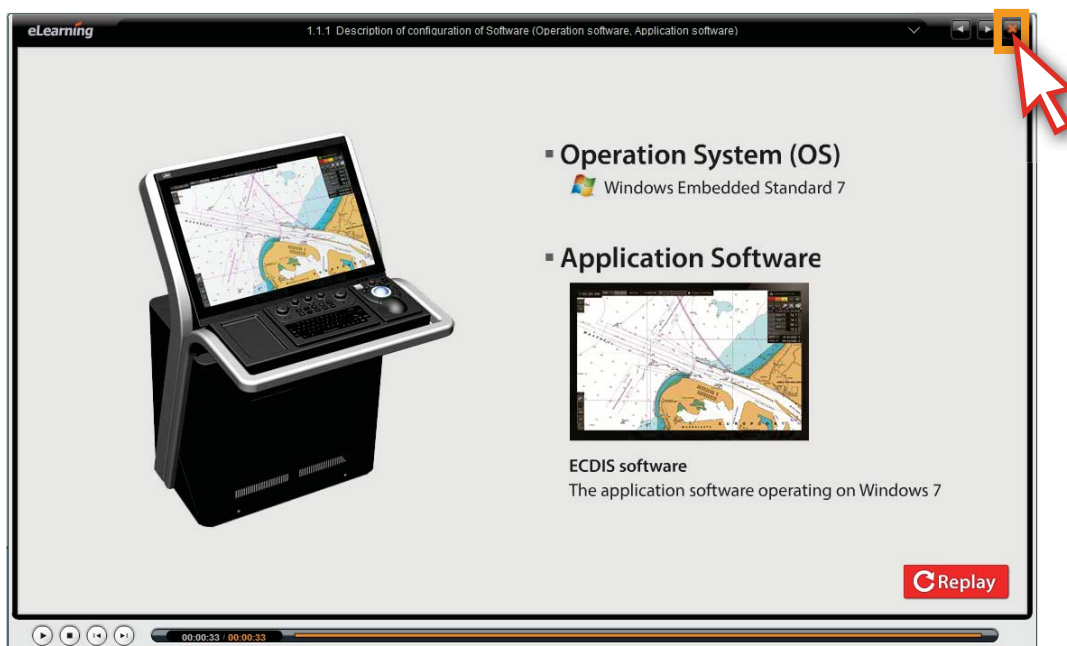 eLearning
1.1.1 Description of configuration of Software (Operation software, Application software)
Operation System (OS)
Windows Embedded Standard 7
Application Software
ECDIS software
The application software operating on Windows 7
Replay
00:00:33 / 00:00:33